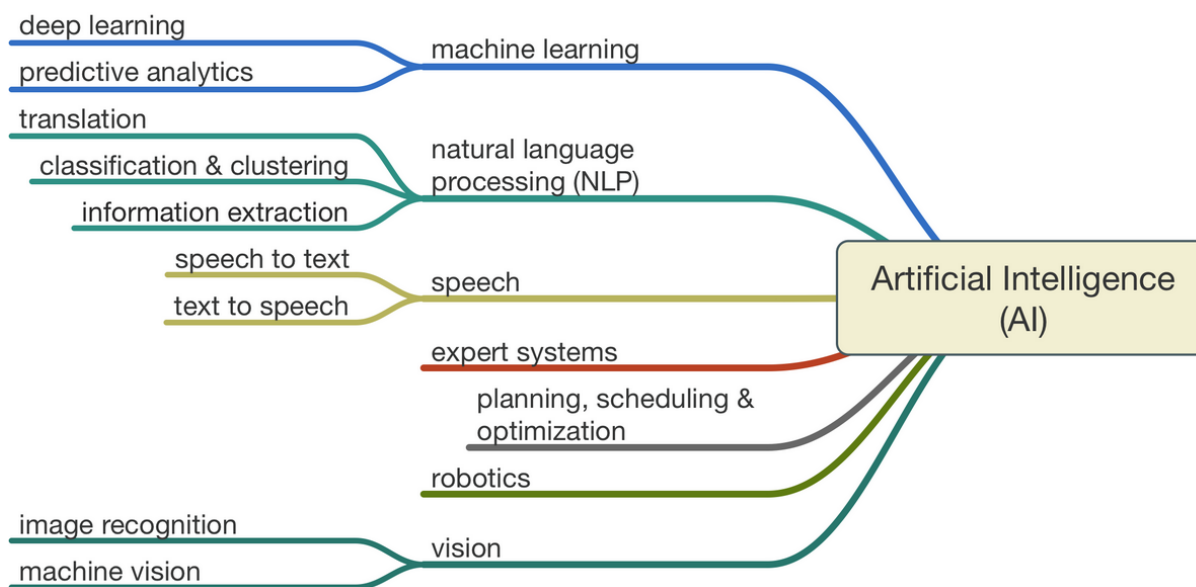 deep learning
machine learning
predictive analytics
translation
natural language
processing (NLP)
classification & clustering
information extraction
speech to text
speech
text to speech
Artificial Intelligence
(AI)
expert systems
planning, scheduling &
optimization
robotics
image recognition
vision
machine vision